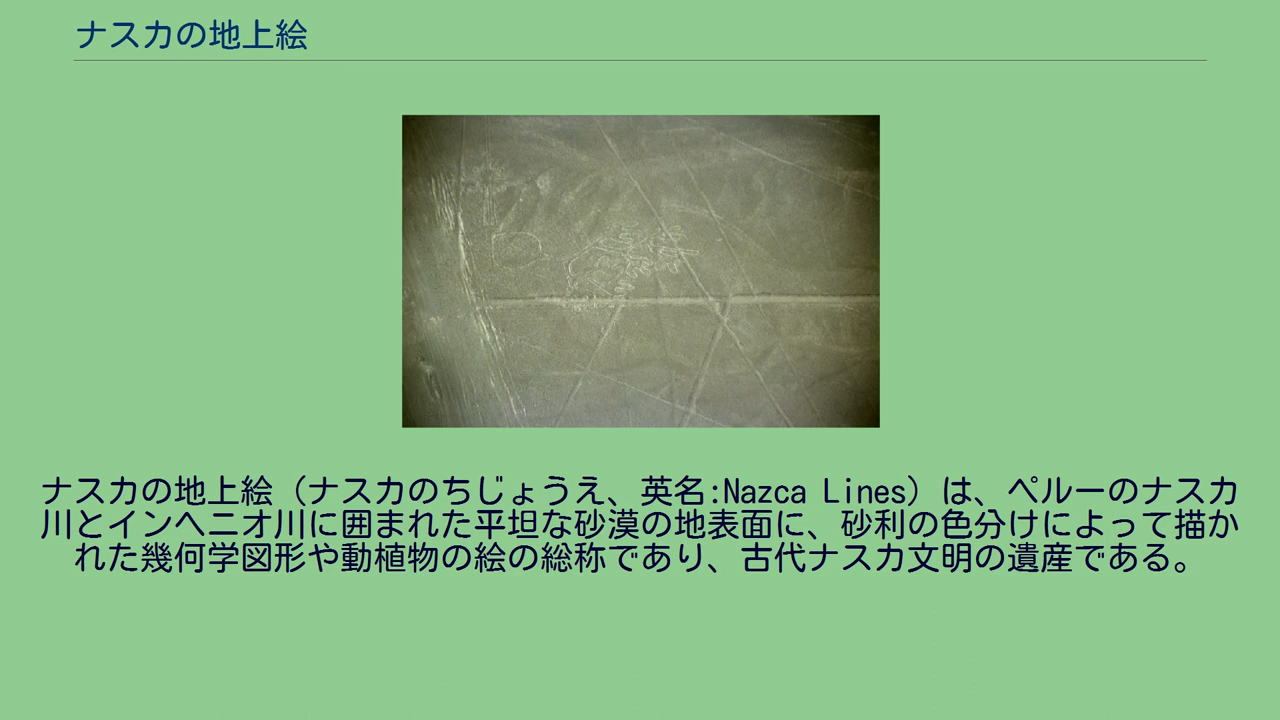 ナスカの地上絵
ナスカの地上絵（ナスカのちじょうえ、英名:Nazca Lines）は、ペルーのナスカ
川とインヘニオ川に囲まれた平坦な砂漠の地表面に、砂利の色分けによって描か
れた幾何学図形や動植物の絵の総称であり、古代ナスカ文明の遺産である。